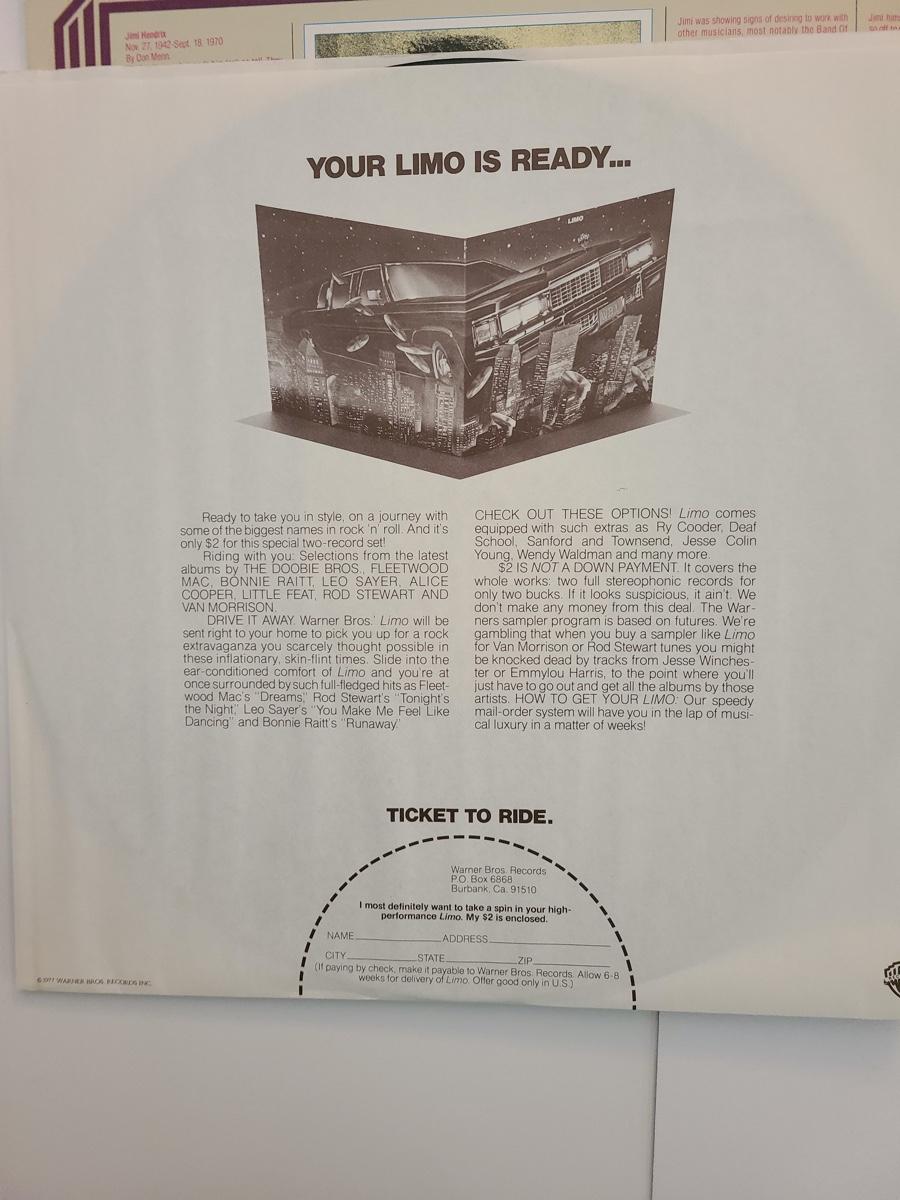 Jimi Hendrix
Nov. 27, 1942-Sept. 18, 1970
By Don Menn
Jimi was showing signs of desiring to work with
other musicians, most notably the Band Of
YOUR LIMO IS READY...
LIMO
Ready to take you in style, on a journey with
some of the biggest names in rock 'n' roll. And it's
only $2 for this special two-record set!
Riding with you: Selections from the latest
albums by THE DOOBIE BROS., FLEETWOOD
MAC, BONNIE RAITT, LEO SAYER, ALICE
COOPER, LITTLE FEAT, ROD STEWART AND
VAN MORRISON.
DRIVE IT AWAY. Warner Bros.' Limo will be
sent right to your home to pick you up for a rock
extravaganza you scarcely thought possible in
these inflationary, skin-flint times. Slide into the
ear-conditioned comfort of Limo and you're at
once surrounded by such full-fledged hits as Fleet-
wood Mac's "Dreams," Rod Stewart's "Tonight's
the Night," Leo Sayer's "You Make Me Feel Like
Dancing" and Bonnie Raitt's "Runaway."
CHECK OUT THESE OPTIONS! Limo comes
equipped with such extras as Ry Cooder, Deaf
School, Sanford and Townsend, Jesse Colin
Young, Wendy Waldman and many more.
$2 IS NOT A DOWN PAYMENT. It covers the
whole works: two full stereophonic records for
only two bucks. If it looks suspicious, it ain't. We
don't make any money from this deal. The War-
ners sampler program is based on futures. We're
gambling that when you buy a sampler like Limo
for Van Morrison or Rod Stewart tunes you might
be knocked dead by tracks from Jesse Winches-
ter or Emmylou Harris, to the point where you'll
just have to go out and get all the albums by those
artists. HOW TO GET YOUR LIMO: Our speedy
mail-order system will have you in the lap of musi-
cal luxury in a matter of weeks!
TICKET TO RIDE.
Warner Bros. Records
P.O. Box 6868
Burbank, Ca. 91510
I most definitely want to take a spin in your high-
performance Limo. My $2 is enclosed.
NAME ADDRESS
CITY STATE ZIP
(If paying by check, make it payable to Warner Bros. Records. Allow 6-8
weeks for delivery of Limo. Offer good only in U.S.)
© 1977 WARNER BROS. RECORDS INC.